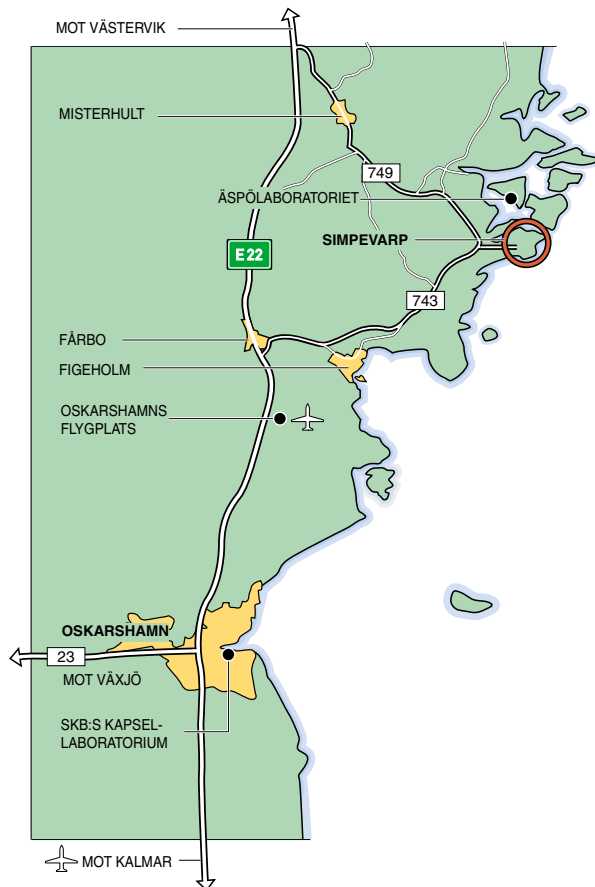 MOT VÄSTERVIK
MISTERHULT
749
ÄSPÖLABORATORIET
SIMPEVARP
E22
743
FÅRBO
FIGEHOLM
OSKARSHAMNS
FLYGPLATS
OSKARSHAMN
23
MOT VÄXJÖ
SKB:S KAPSEL-
LABORATORIUM
MOT KALMAR